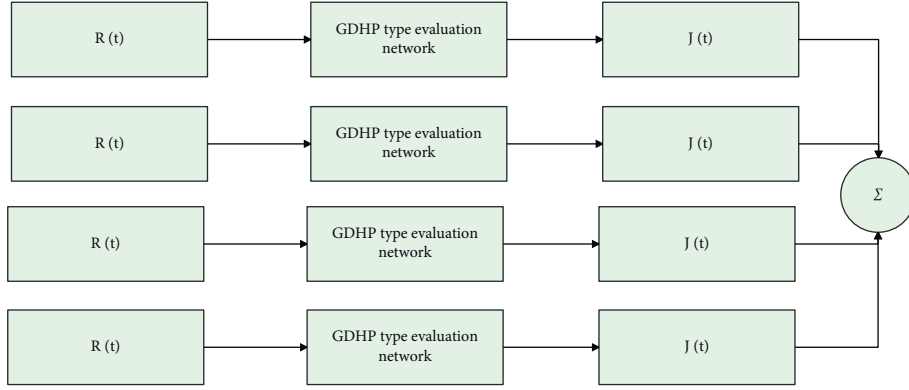 R (t)
GDHP type evaluation
network
J (t)
R (t)
GDHP type evaluation
network
J (t)
Σ
R (t)
GDHP type evaluation
network
J (t)
R (t)
GDHP type evaluation
network
J (t)